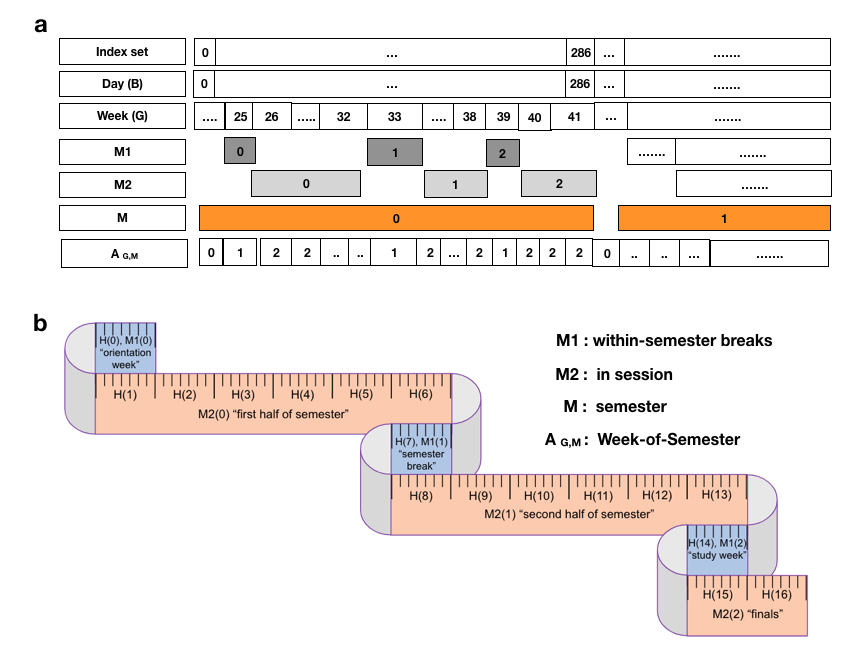 a
Index set 0 ... 286 ... .......
Day (B) 0 ... 286 ... .......
Week (G) .... 25 26 ..... 32 33 .... 38 39 40 41 ... .......
M1 0 1 2 ....... .......
M2 0 1 2 .......
M 0 1
A G,M 0 1 2 2 .. .. 1 2 ... 2 1 2 2 2 0 .. .. ... .......
b
H(0), M1(0)
“orientation
week”
H(1) H(2) H(3) H(4) H(5) H(6)
M2(0) “first half of semester”
H(7), M1(1)
“semester
break”
H(8) H(9) H(10) H(11) H(12) H(13)
M2(1) “second half of semester”
H(14), M1(2)
“study week”
H(15) H(16)
M2(2) “finals”
M1 : within-semester breaks
M2 : in session
M : semester
A G,M : Week-of-Semester